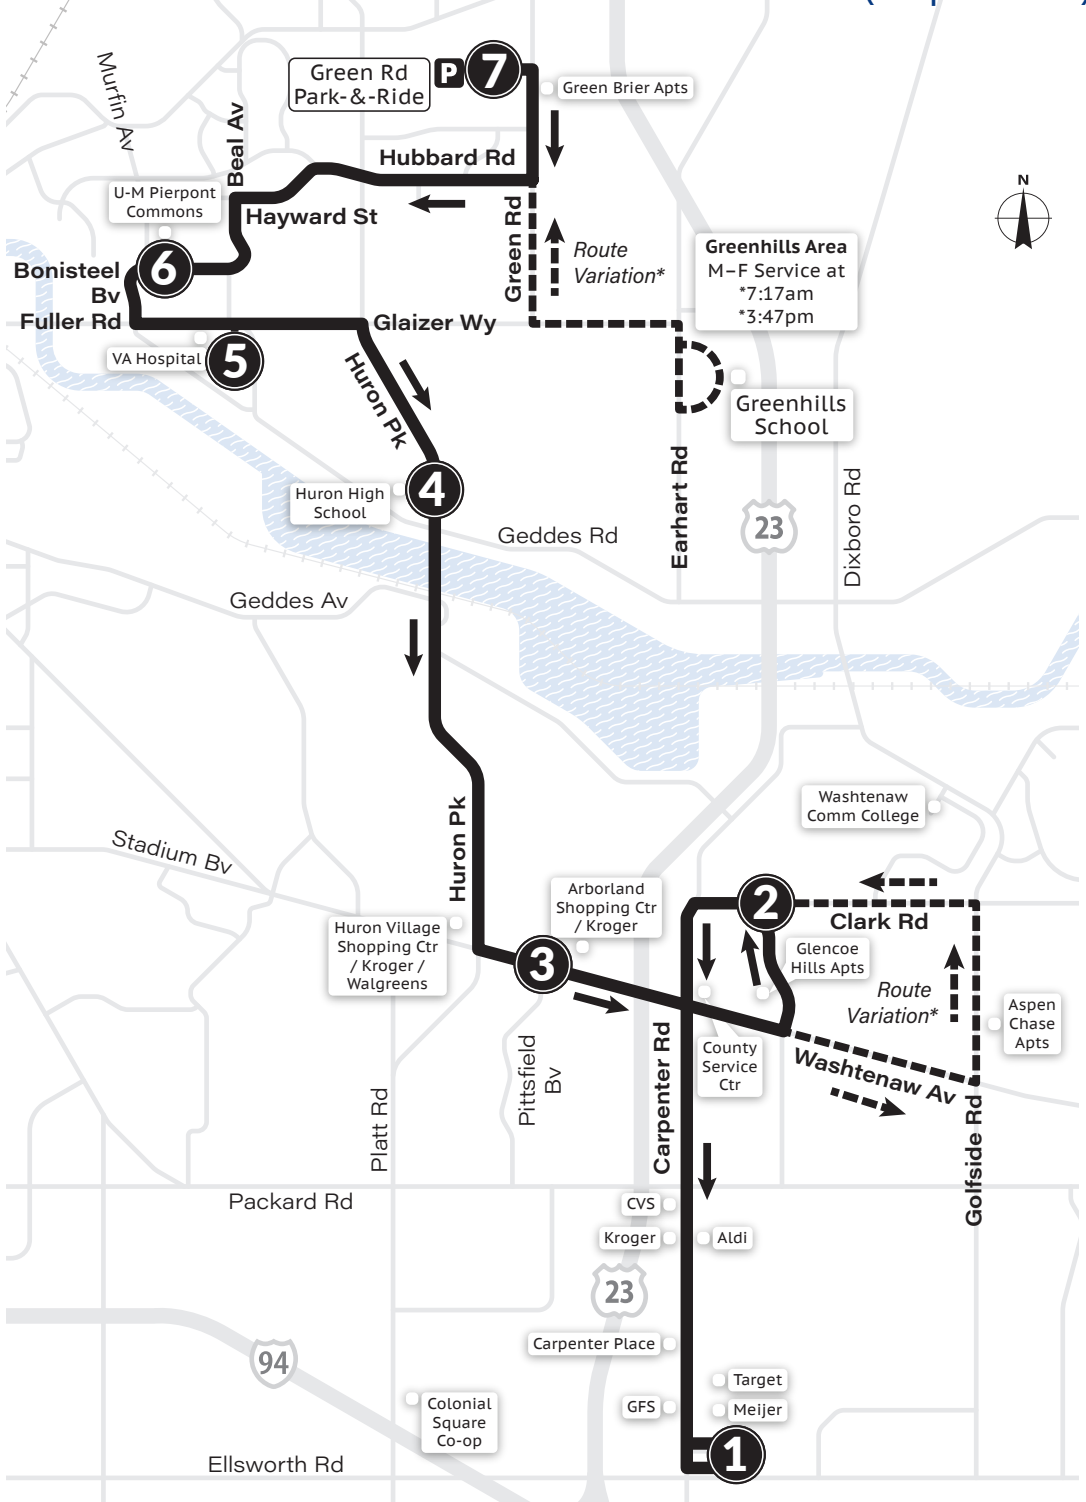 Murfin Av
Green Rd
Park-&-Ride
P
7
Green Brier Apts
Beal Av
Hubbard Rd
U-M Pierpont
Commons
Hayward St
N
Green Rd
Route
Variation*
Greenhills Area
M–F Service at
*7:17am
*3:47pm
6
Bonisteel
Bv
Fuller Rd
Glaizer Wy
VA Hospital
5
Huron Pk
Greenhills
School
Earhart Rd
Dixboro Rd
4
Huron High
School
Geddes Rd
23
Geddes Av
Washtenaw
Comm College
Huron Pk
Stadium Bv
Arborland
Shopping Ctr
/ Kroger
2
Clark Rd
Huron Village
Shopping Ctr
/ Kroger /
Walgreens
3
Glencoe
Hills Apts
Route
Variation*
Aspen
Chase
Apts
County
Service
Ctr
Washtenaw Av
Carpenter Rd
Pittsfield
Bv
Platt Rd
Golfside Rd
Packard Rd
CVS
Kroger
Aldi
23
Carpenter Place
94
Target
GFS
Meijer
Colonial
Square
Co-op
1
Ellsworth Rd